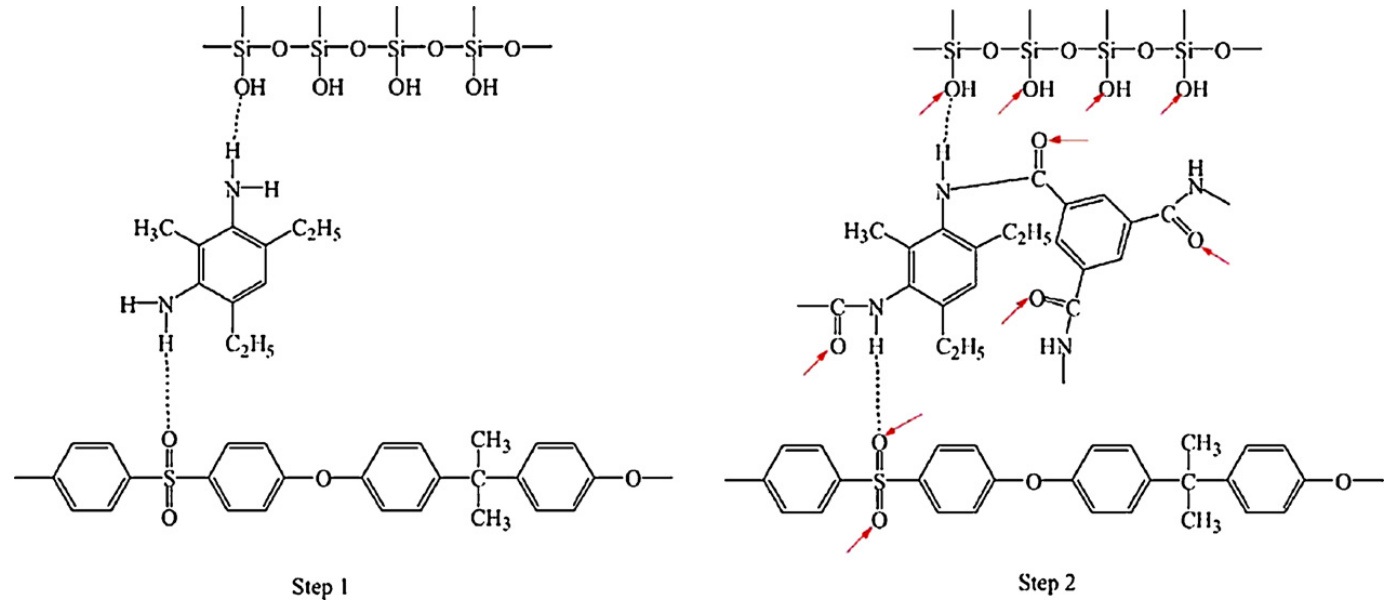 Si O Si O Si O Si O Si O Si O Si O Si O
OH OH OH OH OH OH OH OH
H O
H H H
N H N C N
H3C C2H5 H3C C2H5 C O
H N O C
C N
H C2H5 O H C2H5 HN
O CH3 O CH3
S O C O S O C O
O CH3 O CH3
Step 1 Step 2